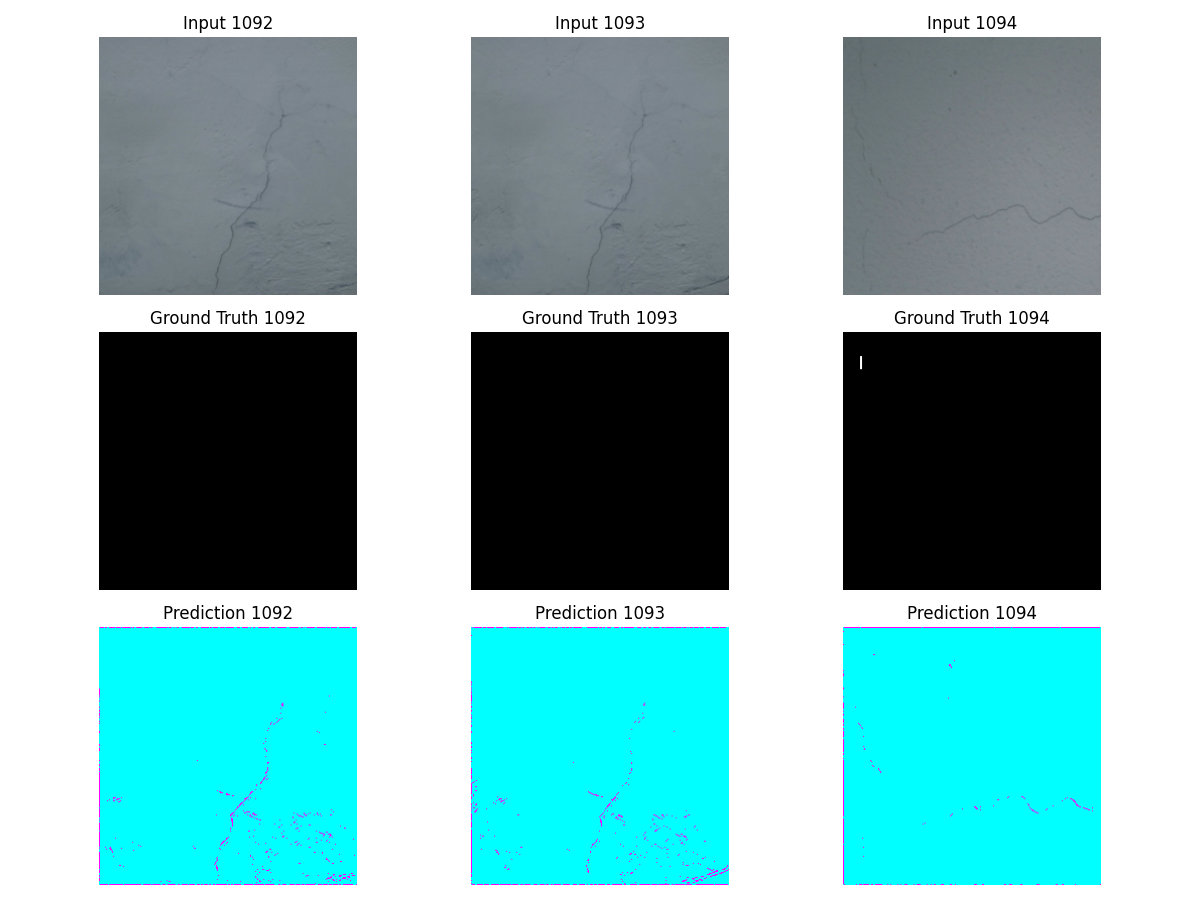 Input 1092
Input 1093
Input 1094
Ground Truth 1092
Ground Truth 1093
Ground Truth 1094
Prediction 1092
Prediction 1093
Prediction 1094